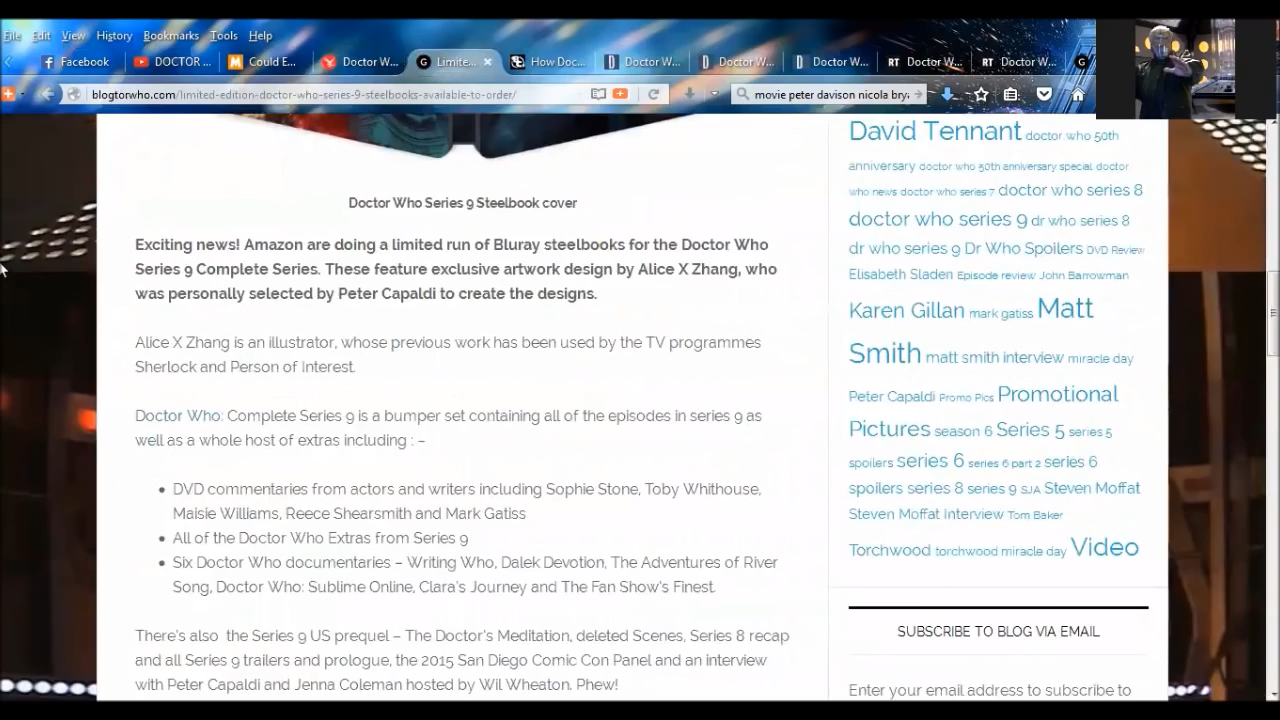 File Edit View History Bookmarks Tools Help
Facebook DOCTOR ... Could E... Doctor W... Limite... How Doc... Doctor W... Doctor W... Doctor W... Doctor W... Doctor W...
blogtorwho.com/limited-edition-doctor-who-series-9-steelbooks-available-to-order/ movie peter davison nicola brya
Doctor Who Series 9 Steelbook cover
Exciting news! Amazon are doing a limited run of Bluray steelbooks for the Doctor Who
Series 9 Complete Series. These feature exclusive artwork design by Alice X Zhang, who
was personally selected by Peter Capaldi to create the designs.
Alice X Zhang is an illustrator, whose previous work has been used by the TV programmes
Sherlock and Person of Interest.
Doctor Who: Complete Series 9 is a bumper set containing all of the episodes in series 9 as
well as a whole host of extras including : –
• DVD commentaries from actors and writers including Sophie Stone, Toby Whithouse,
Maisie Williams, Reece Shearsmith and Mark Gatiss
• All of the Doctor Who Extras from Series 9
• Six Doctor Who documentaries – Writing Who, Dalek Devotion, The Adventures of River
Song, Doctor Who: Sublime Online, Clara's Journey and The Fan Show's Finest.
There's also the Series 9 US prequel – The Doctor's Meditation, deleted Scenes, Series 8 recap
and all Series 9 trailers and prologue, the 2015 San Diego Comic Con Panel and an interview
with Peter Capaldi and Jenna Coleman hosted by Wil Wheaton. Phew!
David Tennant doctor who 50th
anniversary doctor who 50th anniversary special doctor
who news doctor who series 7 doctor who series 8
doctor who series 9 dr who series 8
dr who series 9 Dr Who Spoilers DVD Review
Elisabeth Sladen Episode review John Barrowman
Karen Gillan mark gatiss Matt
Smith matt smith interview miracle day
Peter Capaldi Promo Pics Promotional
Pictures season 6 Series 5 series 5
spoilers series 6 series 6 part 2 series 6
spoilers series 8 series 9 SJA Steven Moffat
Steven Moffat Interview Tom Baker
Torchwood torchwood miracle day Video
SUBSCRIBE TO BLOG VIA EMAIL
Enter your email address to subscribe to